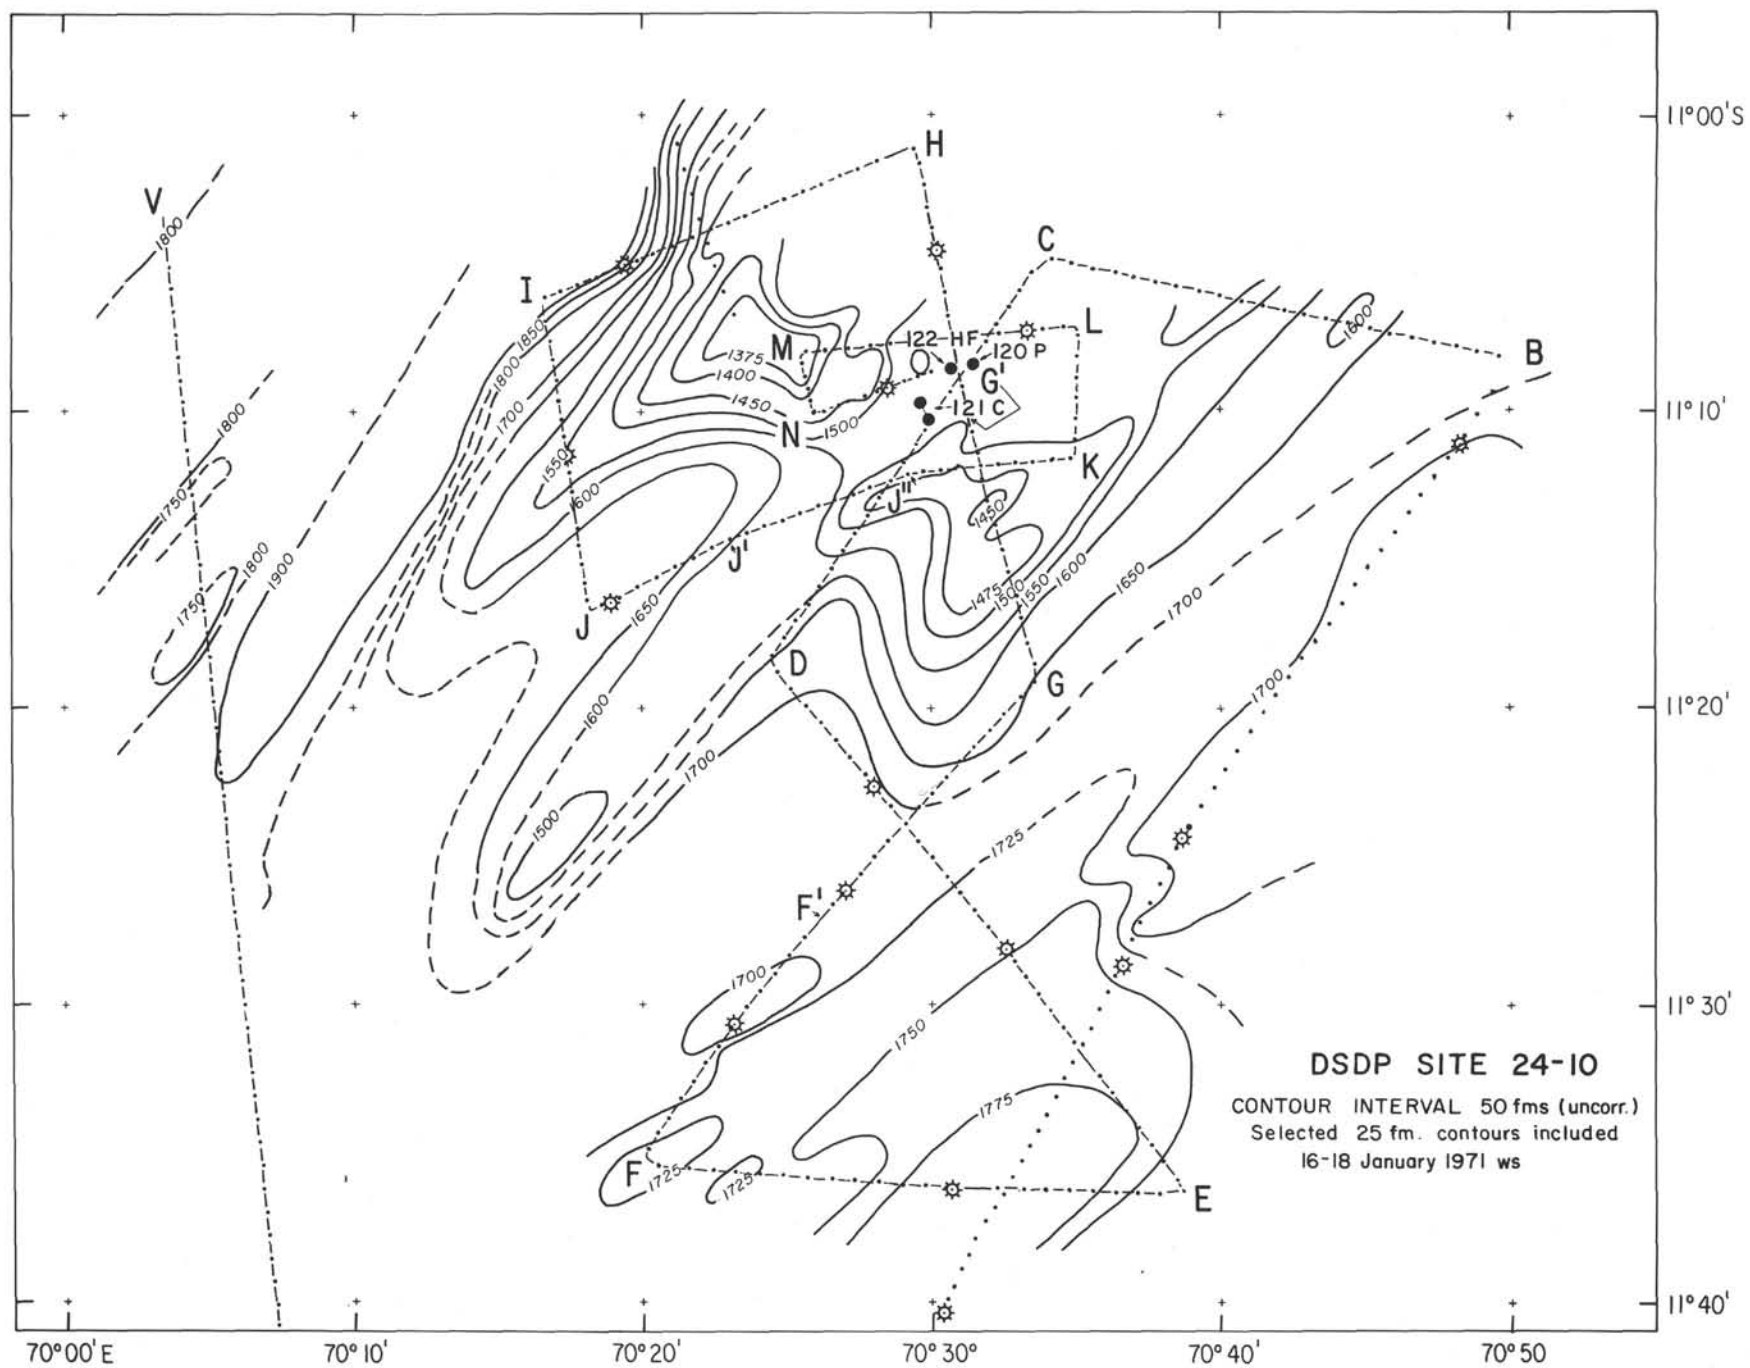 11°00'S
H
V
1800
C
I
1850
1600
L
122 HF
M
120 P
B
1375
1800
G'
1400
1700
1450
121 C
11°10'
1800
N
1500
1550
K
1750
600
J"
1450
J'
1800
1900
1600
1475
1500
1550
1650
1750
1650
1700
J
D
G
1700
1600
11°20'
1700
1500
1725
F'
1700
11°30'
1750
DSDP SITE 24-10
1775
CONTOUR INTERVAL 50 fms (uncorr.)
Selected 25 fm. contours included
16-18 January 1971 ws
F
1725
1725
E
11°40'
70°00'E
70°10'
70°20'
70°30°
70°40'
70°50